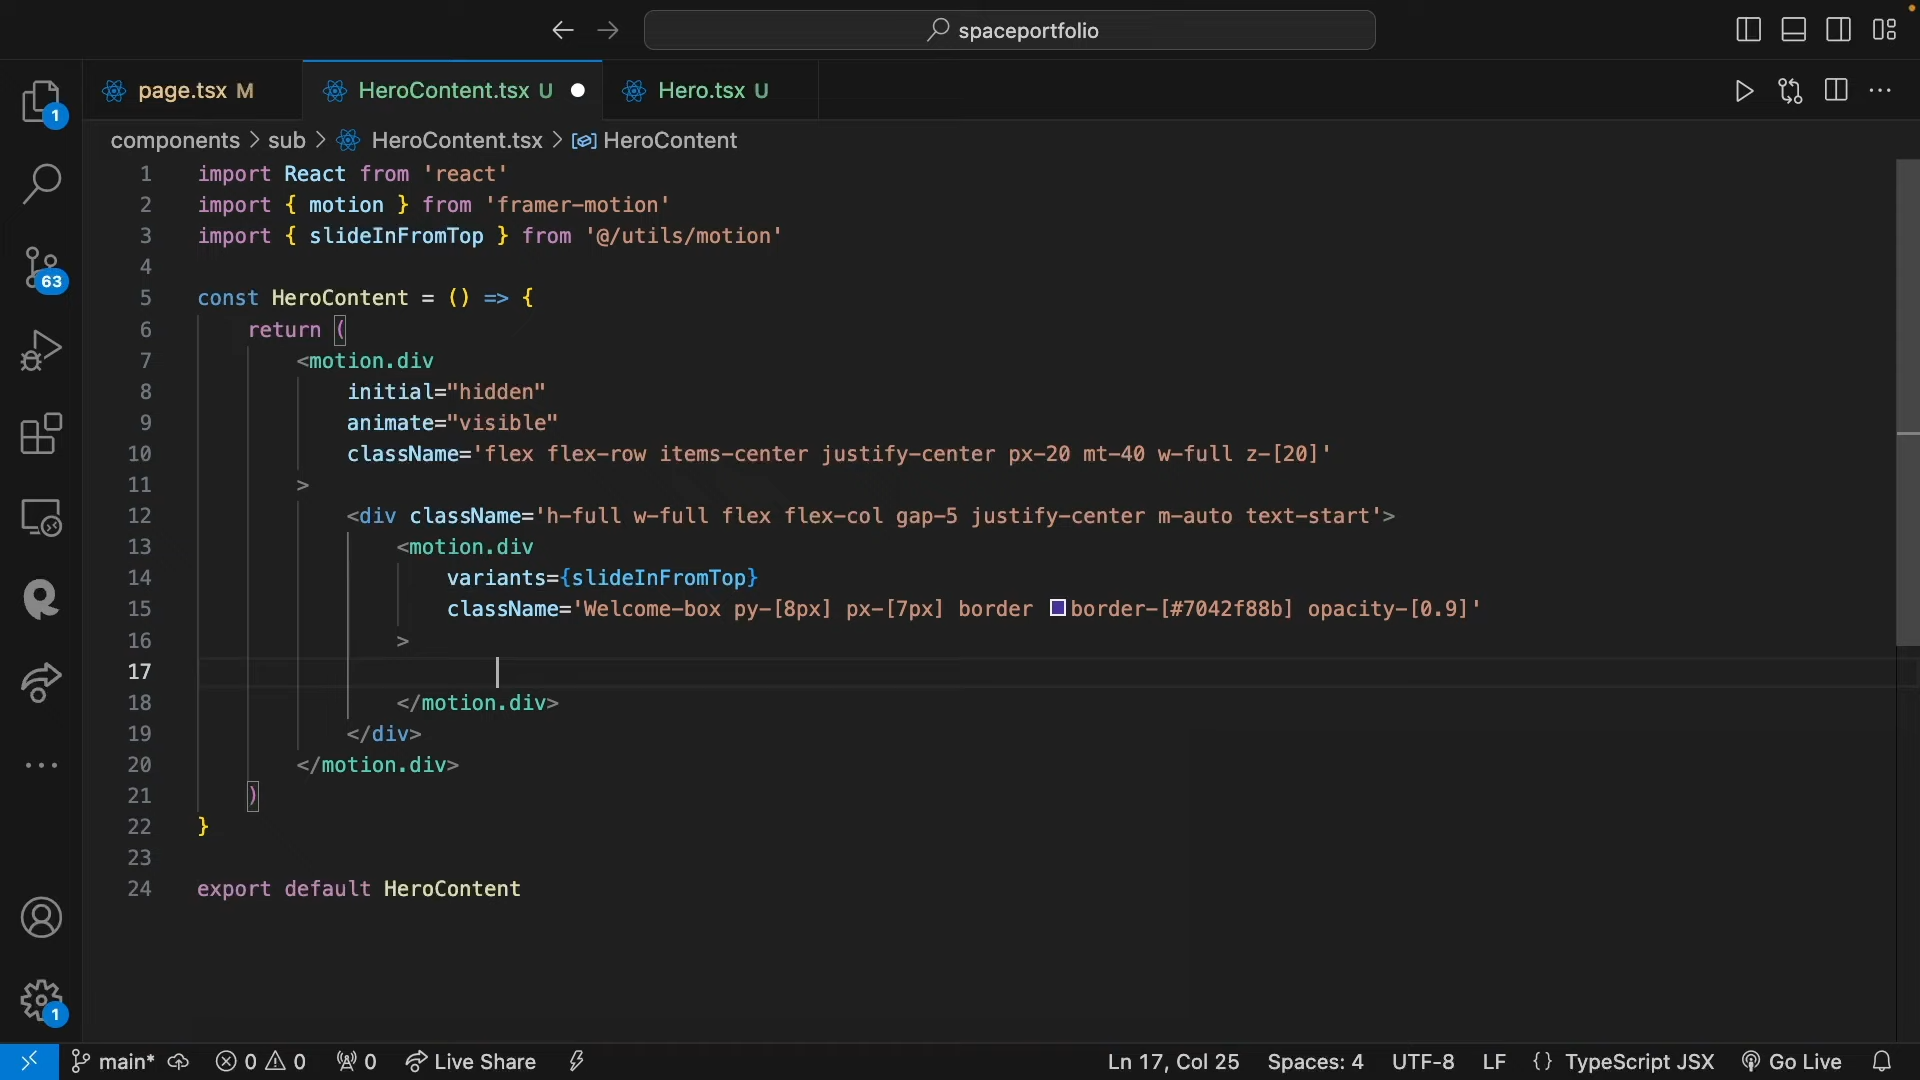 spaceportfolio
page.tsx M
HeroContent.tsx U
Hero.tsx U
components > sub > HeroContent.tsx > HeroContent
1 import React from 'react'
2 import { motion } from 'framer-motion'
3 import { slideInFromTop } from '@/utils/motion'
4
5 const HeroContent = () => {
6 return (
7 <motion.div
8 initial="hidden"
9 animate="visible"
10 className='flex flex-row items-center justify-center px-20 mt-40 w-full z-[20]'
11 >
12 <div className='h-full w-full flex flex-col gap-5 justify-center m-auto text-start'>
13 <motion.div
14 variants={slideInFromTop}
15 className='Welcome-box py-[8px] px-[7px] border border-[#7042f88b] opacity-[0.9]'
16 >
17
18 </motion.div>
19 </div>
20 </motion.div>
21 )
22 }
23
24 export default HeroContent
1
63
1
main* 0 0 0 Live Share Ln 17, Col 25 Spaces: 4 UTF-8 LF {} TypeScript JSX Go Live